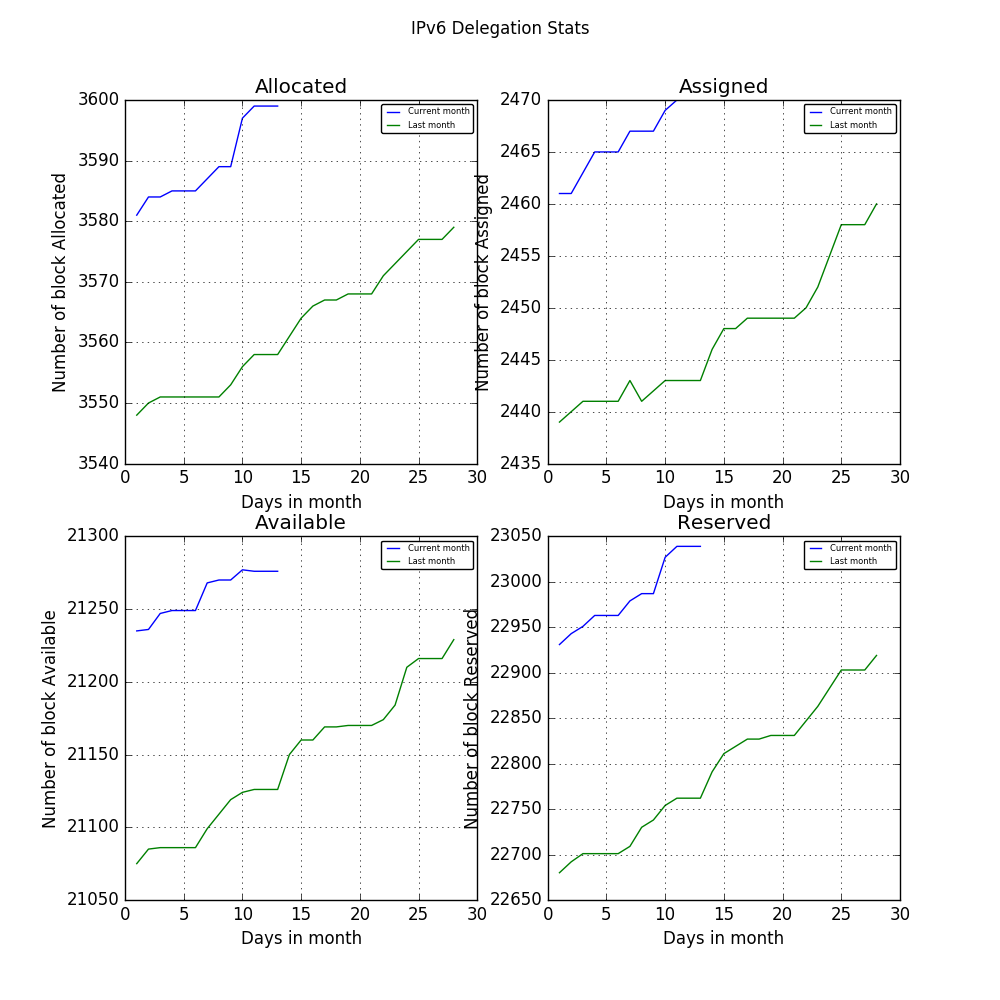 IPv6 Delegation Stats
Allocated
Number of block Allocated
3600
3590
3580
3570
3560
3550
3540
Current month
Last month
0 5 10 15 20 25 30
Days in month
Assigned
Number of block Assigned
2470
2465
2460
2455
2450
2445
2440
2435
Current month
Last month
0 5 10 15 20 25 30
Days in month
Available
Number of block Available
21300
21250
21200
21150
21100
21050
Current month
Last month
0 5 10 15 20 25 30
Days in month
Reserved
Number of block Reserved
23050
23000
22950
22900
22850
22800
22750
22700
22650
Current month
Last month
0 5 10 15 20 25 30
Days in month